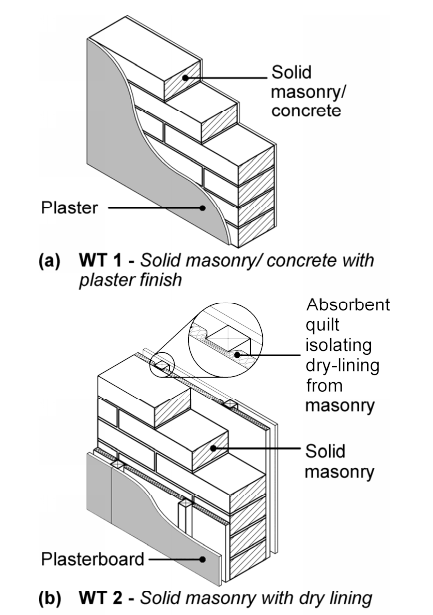 Solid
masonry/
concrete
Plaster
(a) WT 1 - Solid masonry/ concrete with
plaster finish
Absorbent
quilt
isolating
dry-lining
from
masonry
Solid
masonry
Plasterboard
(b) WT 2 - Solid masonry with dry lining